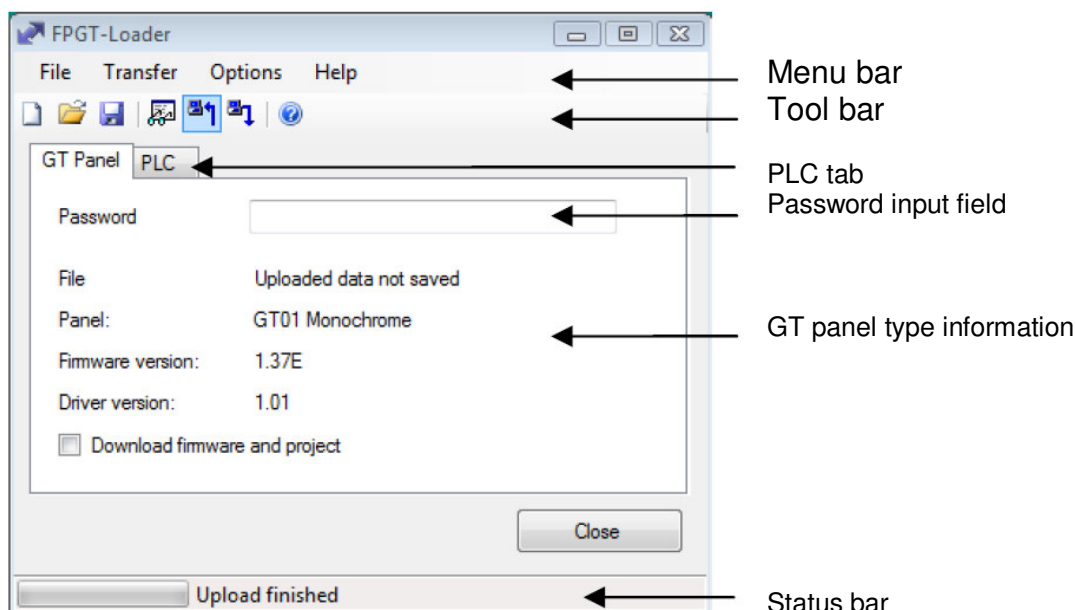 FPGT-Loader
File Transfer Options Help
Menu bar
Tool bar
GT Panel PLC
PLC tab
Password
Password input field
File Uploaded data not saved
Panel: GT01 Monochrome
GT panel type information
Firmware version: 1.37E
Driver version: 1.01
Download firmware and project
Close
Upload finished
Status bar